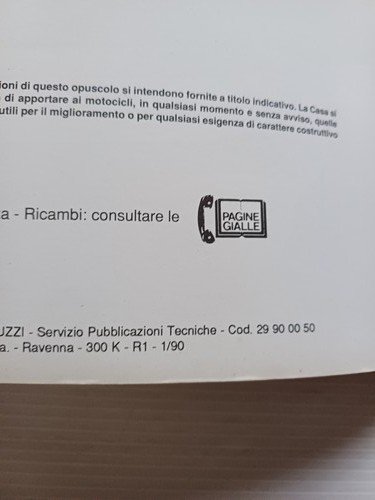 ioni di questo opuscolo si intendono fornite a titolo indicativo. La Casa si
di apportare ai motocicli, in qualsiasi momento e senza avviso, quelle
utili per il miglioramento o per qualsiasi esigenza di carattere costruttivo
ta - Ricambi: consultare le
PAGINE
GIALLE
UZZI - Servizio Pubblicazioni Tecniche - Cod. 29 90 00 50
.a. - Ravenna - 300 K - R1 - 1/90